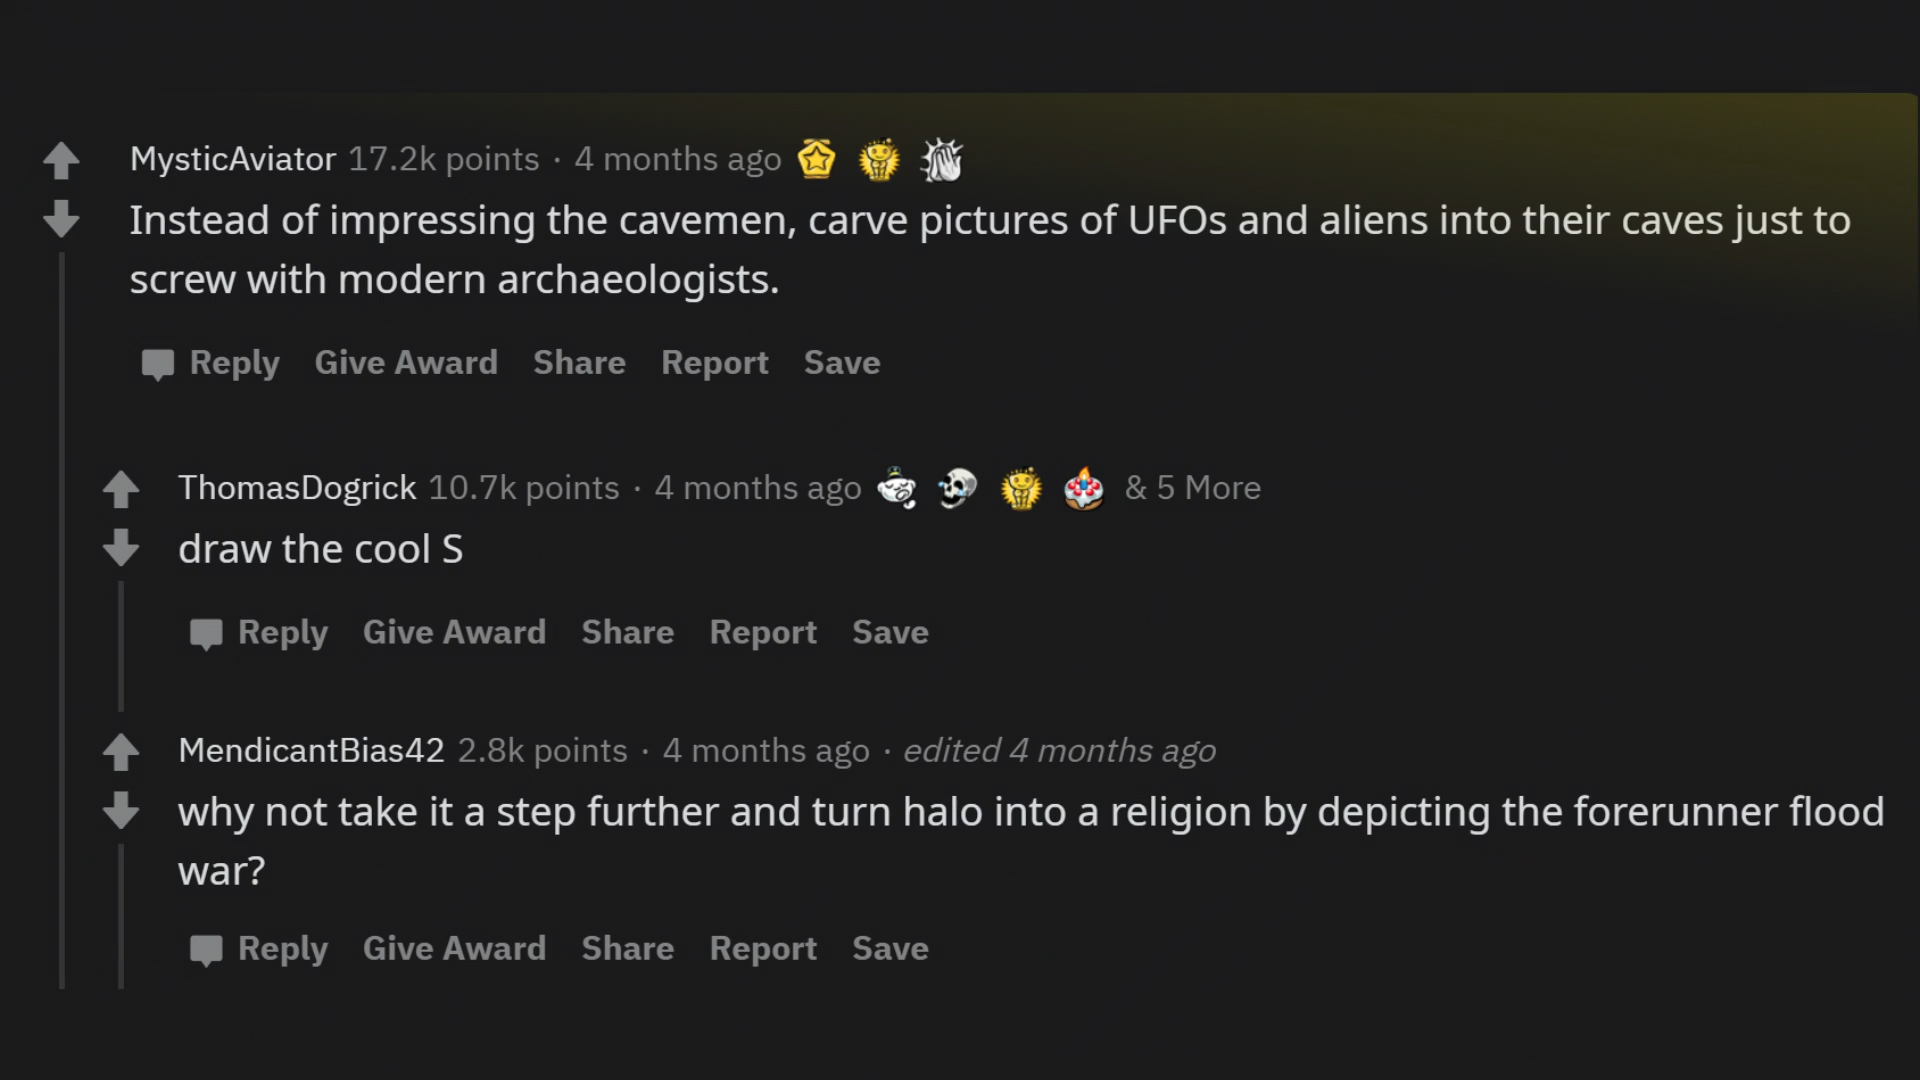 MysticAviator 17.2k points · 4 months ago
Instead of impressing the cavemen, carve pictures of UFOs and aliens into their caves just to
screw with modern archaeologists.
Reply Give Award Share Report Save
ThomasDogrick 10.7k points · 4 months ago & 5 More
draw the cool S
Reply Give Award Share Report Save
MendicantBias42 2.8k points · 4 months ago · edited 4 months ago
why not take it a step further and turn halo into a religion by depicting the forerunner flood
war?
Reply Give Award Share Report Save